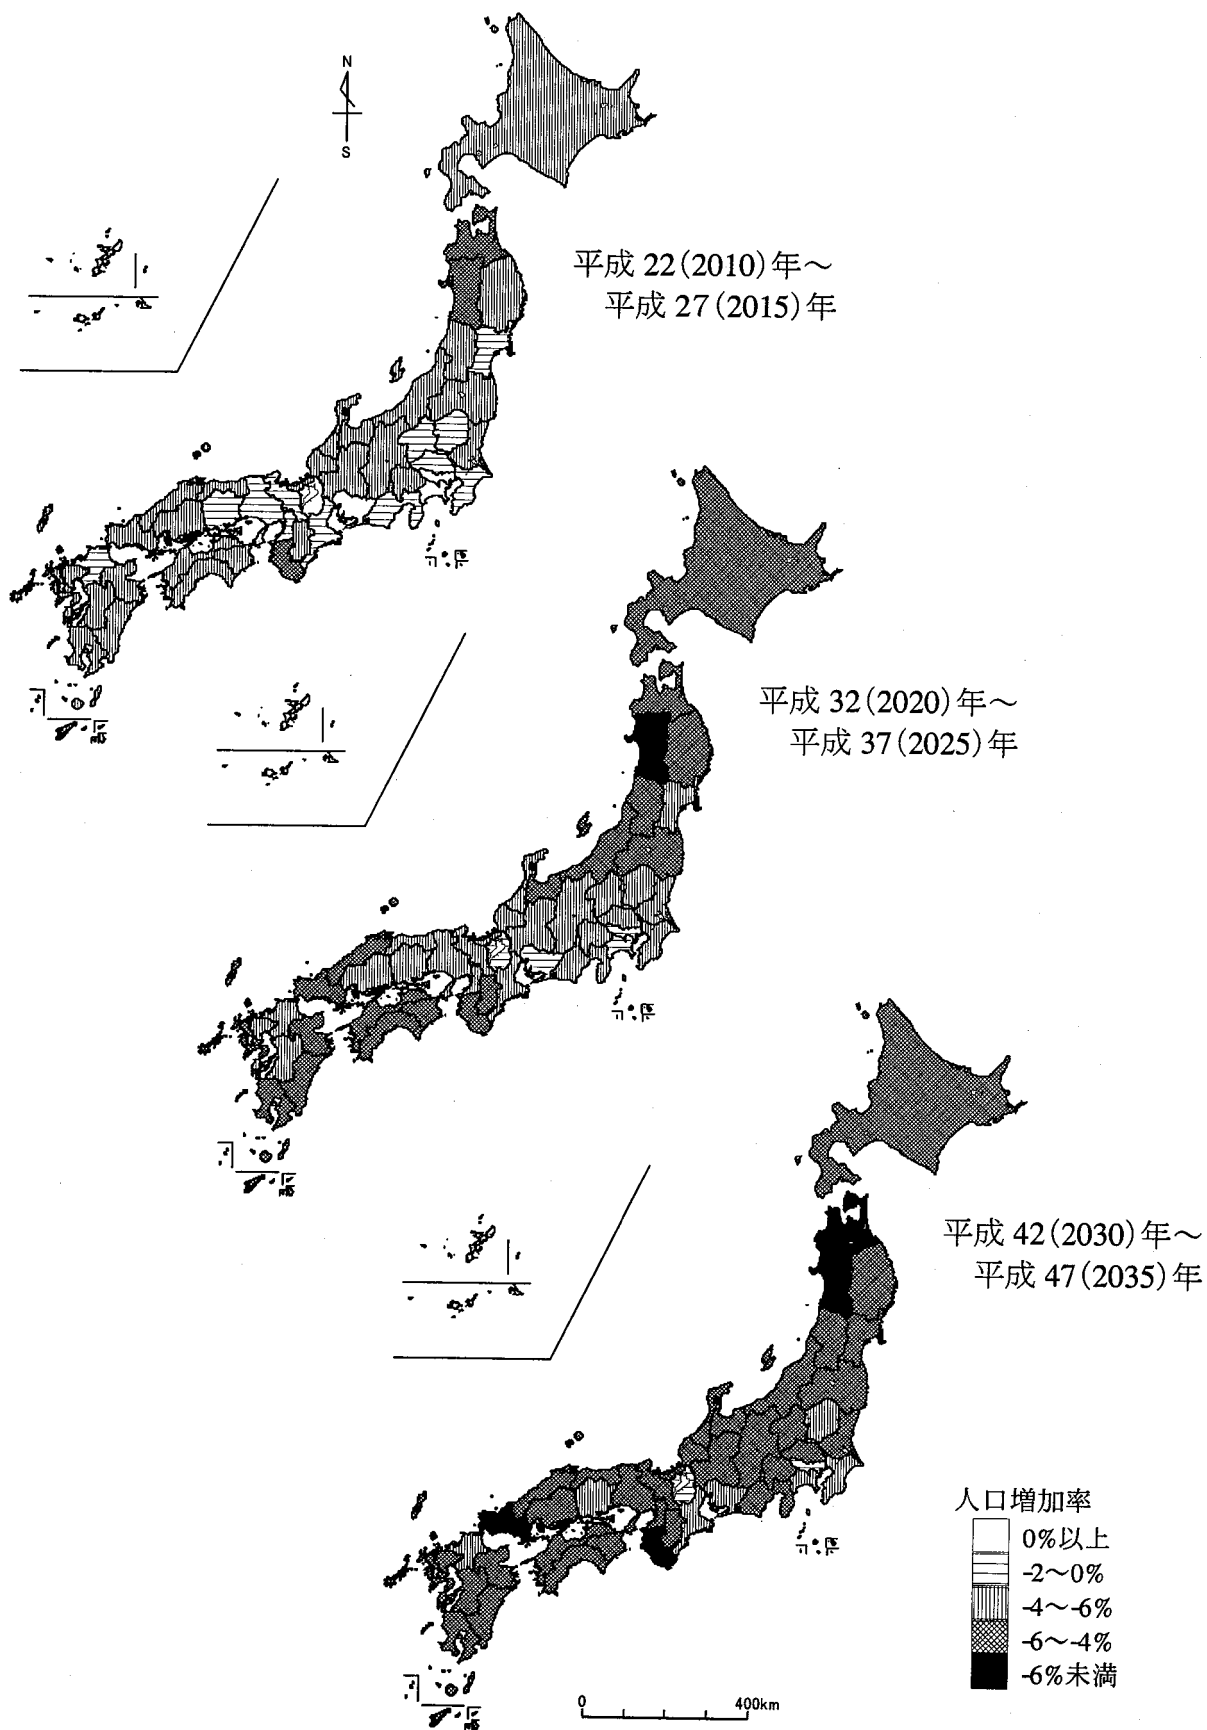 N
S
平成 22(2010)年～
平成 27(2015)年
平成 32(2020)年～
平成 37(2025)年
平成 42(2030)年～
平成 47(2035)年
人口増加率
0%以上
-2～0%
-4～-6%
-6～-4%
-6%未満
0 400km